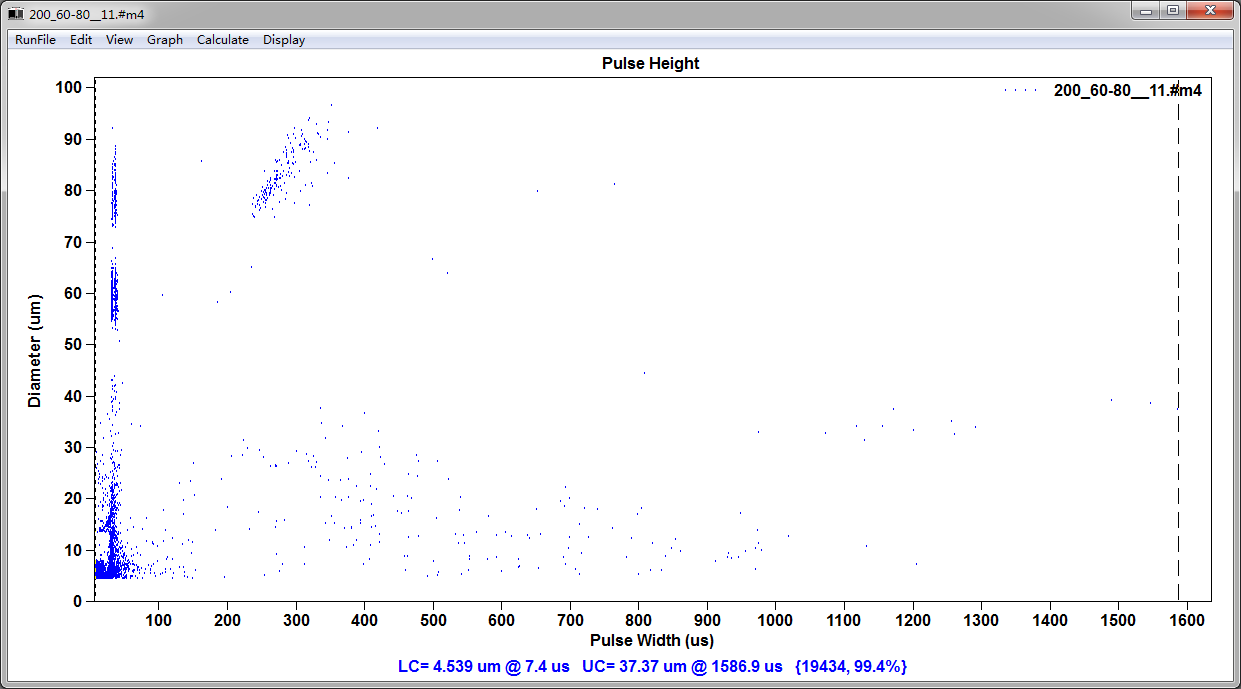 200_60-80__11.#m4
RunFile Edit View Graph Calculate Display
Pulse Height
200_60-80__11.#m4
100
90
80
70
60
50
40
30
20
10
0
Diameter (um)
100 200 300 400 500 600 700 800 900 1000 1100 1200 1300 1400 1500 1600
Pulse Width (us)
LC= 4.539 um @ 7.4 us UC= 37.37 um @ 1586.9 us {19434, 99.4%}